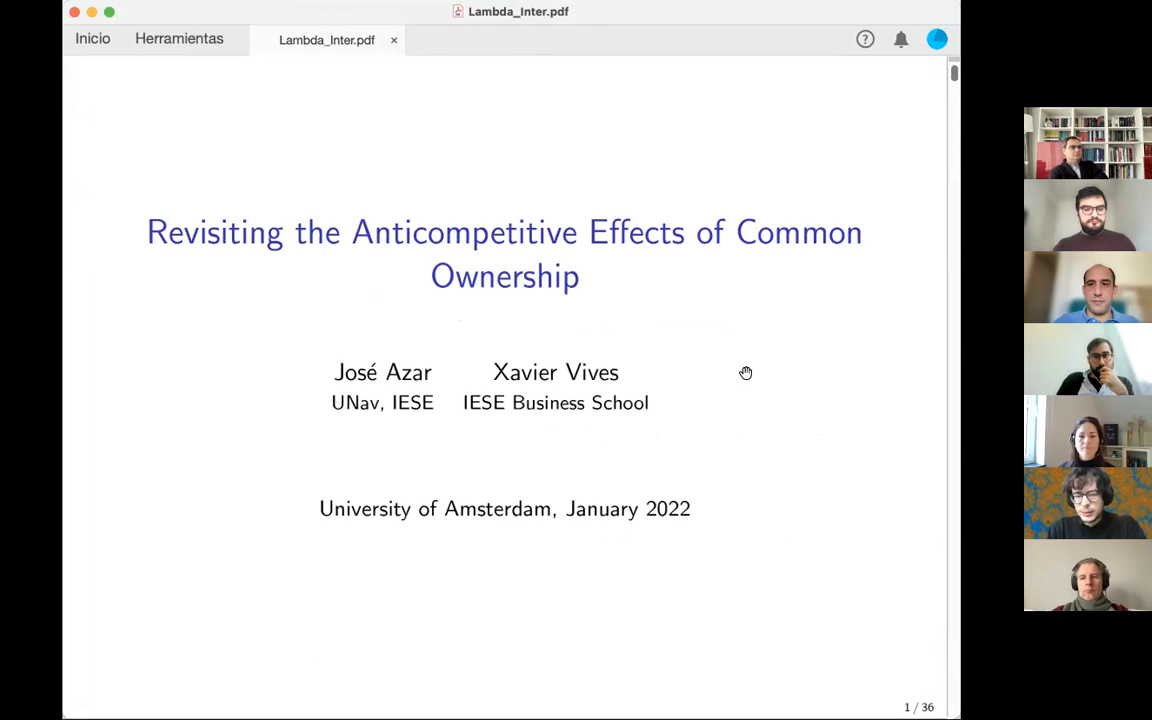 Lambda_Inter.pdf
Inicio Herramientas Lambda_Inter.pdf ×
?
Revisiting the Anticompetitive Effects of Common
Ownership
José Azar Xavier Vives
UNav, IESE IESE Business School
University of Amsterdam, January 2022
1 / 36